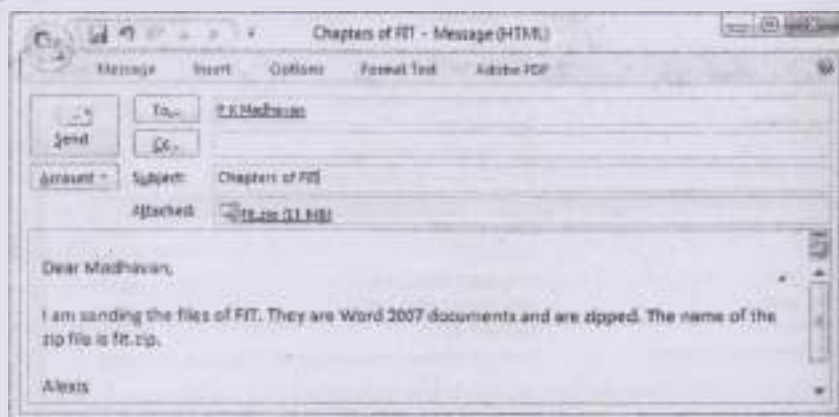 Chapters of FIT - Message (HTML)
Message Insert Options Format Text Adobe PDF
Send
To...
P K Madhavan
Cc...
Account Subject: Chapters of FIT
Attached: fit.zip (11 MB)
Dear Madhavan,
I am sanding the files of FIT. They are Word 2007 documents and are zipped. The name of the
zip file is fit.zip.
Alexis